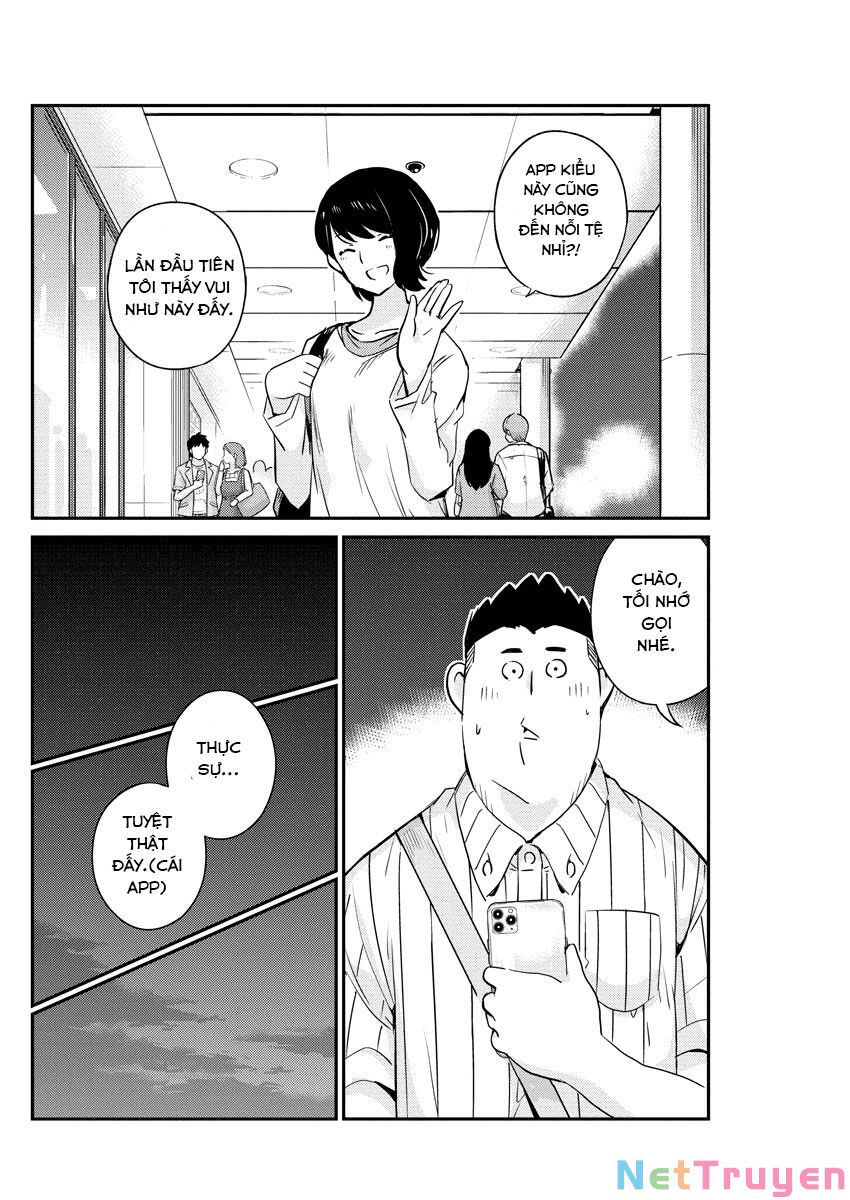 APP KIỂU
NÀY CŨNG
KHÔNG
ĐẾN NỖI TỆ
NHỈ?!
LẦN ĐẦU TIÊN
TÔI THẤY VUI
NHƯ NÀY ĐẤY.
CHÀO,
TỐI NHỚ
GỌI
NHÉ.
THỰC
SỰ...
TUYỆT
THẬT
ĐẤY.(CÁI
APP)
NetTruyen